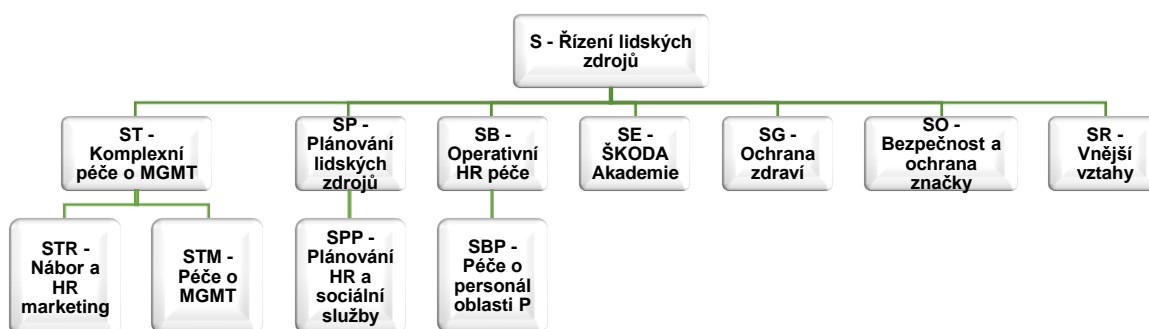 S - Řízení lidských
zdrojů
ST -
Komplexní
péče o MGMT
SP -
Plánování
lidských
zdrojů
SB -
Operativní
HR péče
SE -
ŠKODA
Akademie
SG -
Ochrana
zdraví
SO -
Bezpečnost a
ochrana
značky
SR -
Vnější
vztahy
STR -
Nábor a
HR
marketing
STM -
Péče o
MGMT
SPP -
Plánování
HR a
sociální
služby
SBP -
Péče o
personál
oblasti P